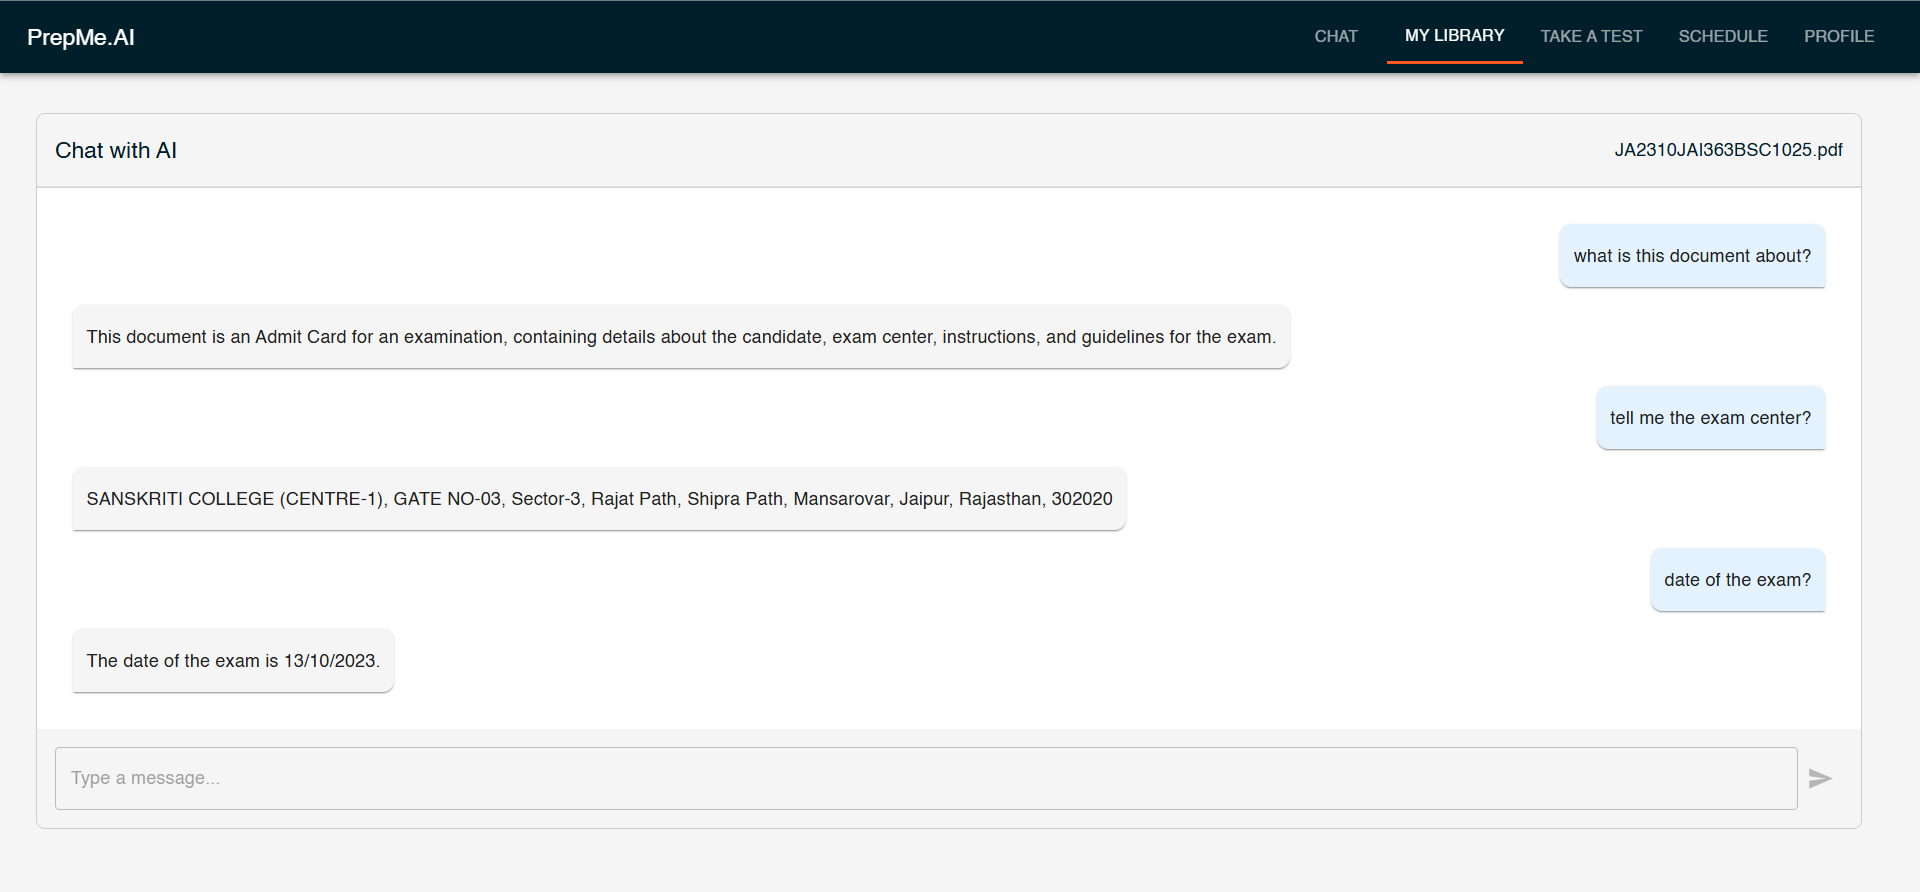 PrepMe.AI
CHAT
MY LIBRARY
TAKE A TEST
SCHEDULE
PROFILE
Chat with AI
JA2310JAI363BSC1025.pdf
what is this document about?
This document is an Admit Card for an examination, containing details about the candidate, exam center, instructions, and guidelines for the exam.
tell me the exam center?
SANSKRITI COLLEGE (CENTRE-1), GATE NO-03, Sector-3, Rajat Path, Shipra Path, Mansarovar, Jaipur, Rajasthan, 302020
date of the exam?
The date of the exam is 13/10/2023.
Type a message...